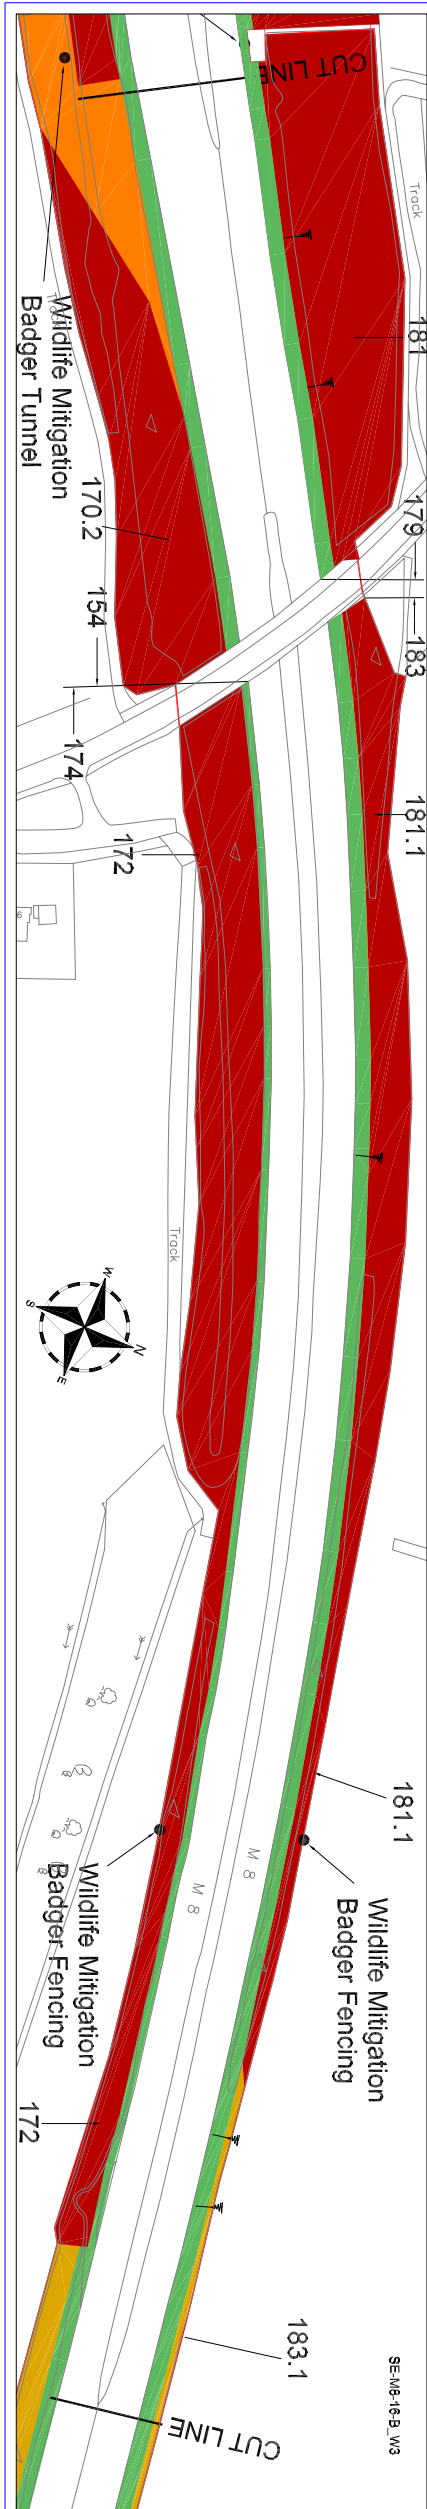 CUT LINE
Track
181
Wildlife Mitigation
Badger Tunnel
Track
170.2
179
183
154
174
181.1
172
6
Track
W
N
S
E
181.1
M 8
M 8
Wildlife Mitigation
Badger Fencing
Wildlife Mitigation
Badger Fencing
172
183.1
SE-M8-16-B_W3
CUT LINE